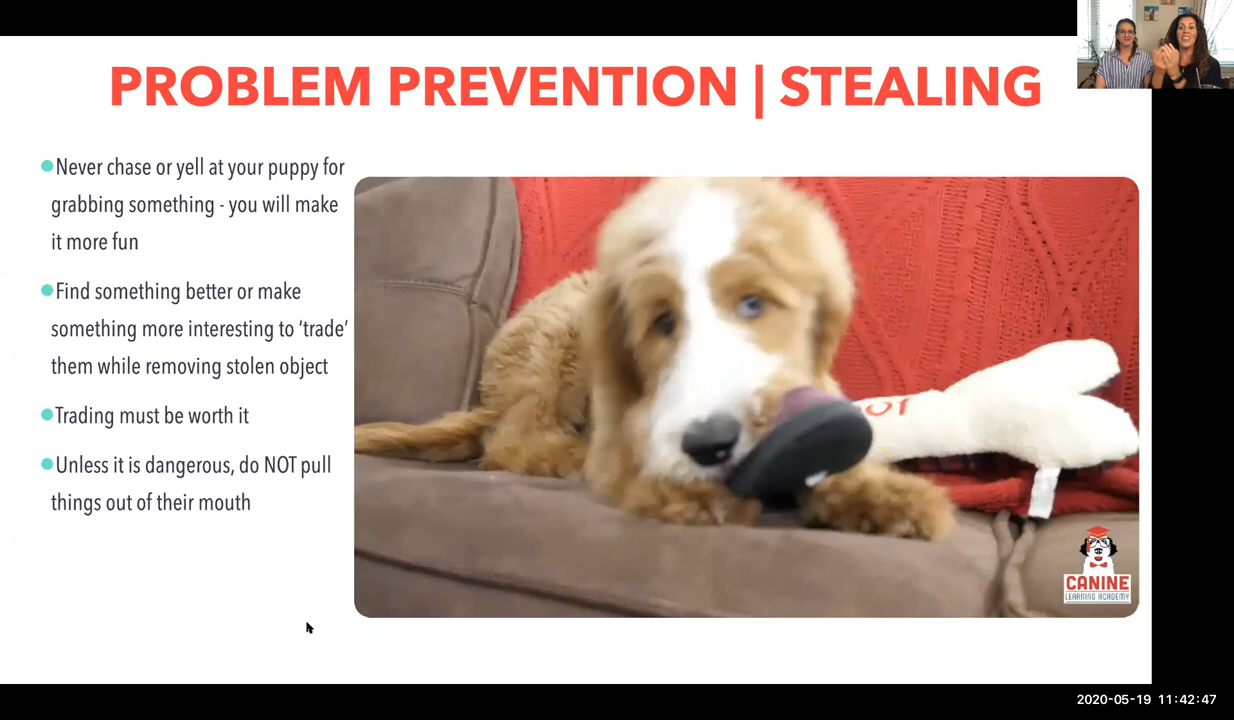 PROBLEM PREVENTION | STEALING
●Never chase or yell at your puppy for
grabbing something - you will make
it more fun
●Find something better or make
something more interesting to ‘trade’
them while removing stolen object
●Trading must be worth it
●Unless it is dangerous, do NOT pull
things out of their mouth
CANINE
LEARNING ACADEMY
2020-05-19 11:42:47